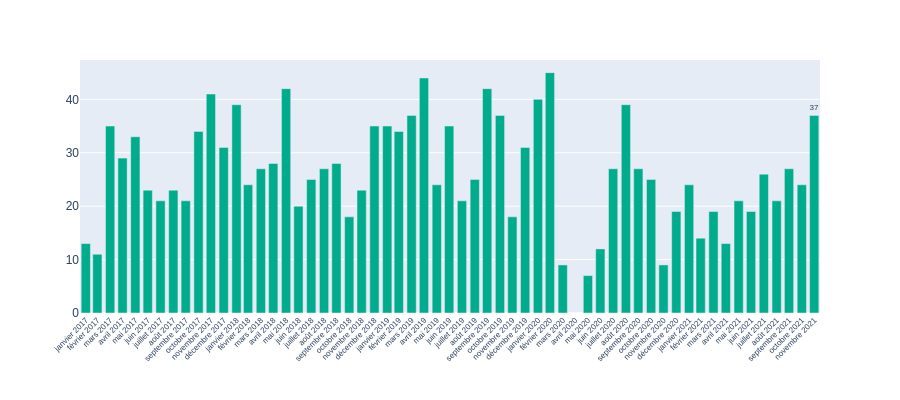 40
30
20
10
0
37
janvier 2017
février 2017
mars 2017
avril 2017
mai 2017
juin 2017
juillet 2017
août 2017
septembre 2017
octobre 2017
novembre 2017
décembre 2017
janvier 2018
février 2018
mars 2018
avril 2018
mai 2018
juin 2018
juillet 2018
août 2018
septembre 2018
octobre 2018
novembre 2018
décembre 2018
janvier 2019
février 2019
mars 2019
avril 2019
mai 2019
juin 2019
juillet 2019
août 2019
septembre 2019
octobre 2019
novembre 2019
décembre 2019
janvier 2020
février 2020
mars 2020
avril 2020
mai 2020
juin 2020
juillet 2020
août 2020
septembre 2020
octobre 2020
novembre 2020
décembre 2020
janvier 2021
février 2021
mars 2021
avril 2021
mai 2021
juin 2021
juillet 2021
août 2021
septembre 2021
octobre 2021
novembre 2021